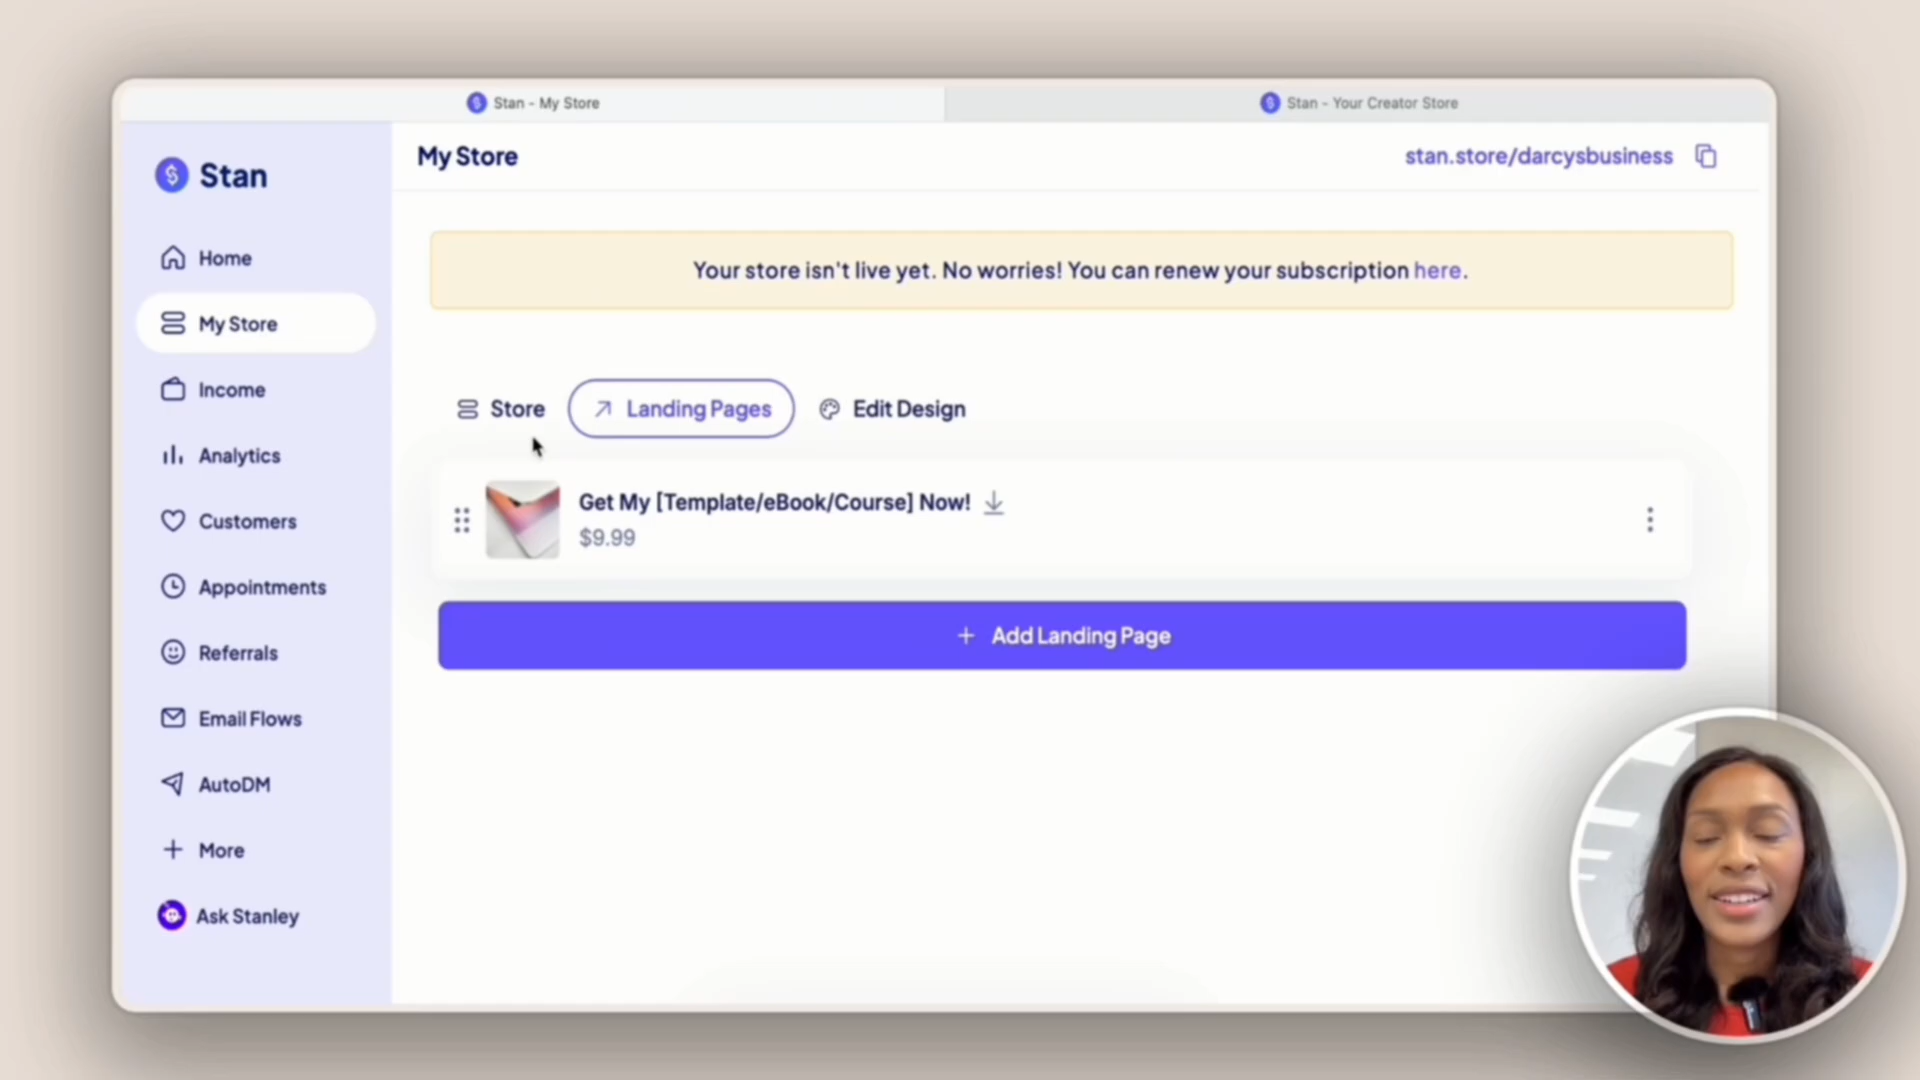 Stan - My Store
Stan - Your Creator Store
Stan
My Store
stan.store/darcysbusiness
Home
My Store
Income
Analytics
Customers
Appointments
Referrals
Email Flows
AutoDM
More
Ask Stanley
Your store isn't live yet. No worries! You can renew your subscription here.
Store
Landing Pages
Edit Design
Get My [Template/eBook/Course] Now!
$9.99
+ Add Landing Page